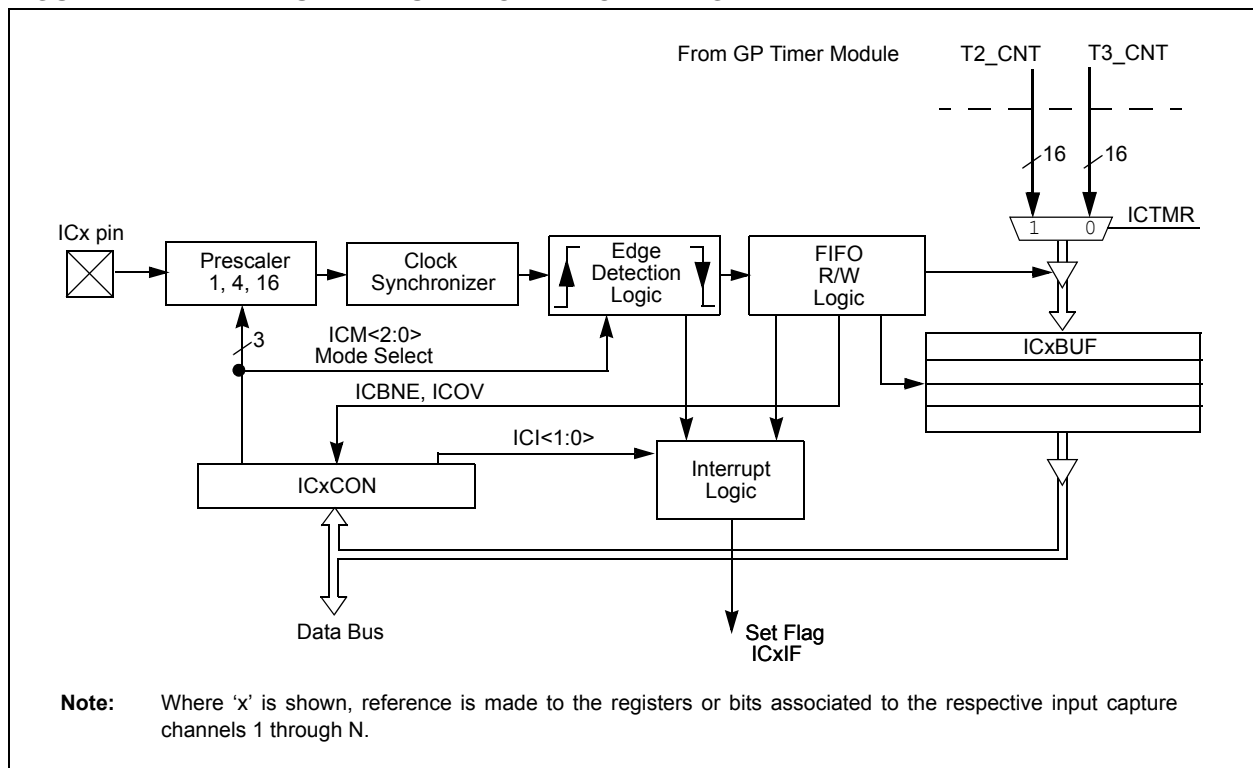 From GP Timer Module
T2_CNT
T3_CNT
16
16
1
0
ICTMR
ICx pin
Prescaler
1, 4, 16
Clock
Synchronizer
Edge
Detection
Logic
FIFO
R/W
Logic
3
ICM<2:0>
Mode Select
ICxBUF
ICBNE, ICOV
ICI<1:0>
ICxCON
Interrupt
Logic
Data Bus
Set Flag
ICxIF
Note: Where ‘x’ is shown, reference is made to the registers or bits associated to the respective input capture
channels 1 through N.